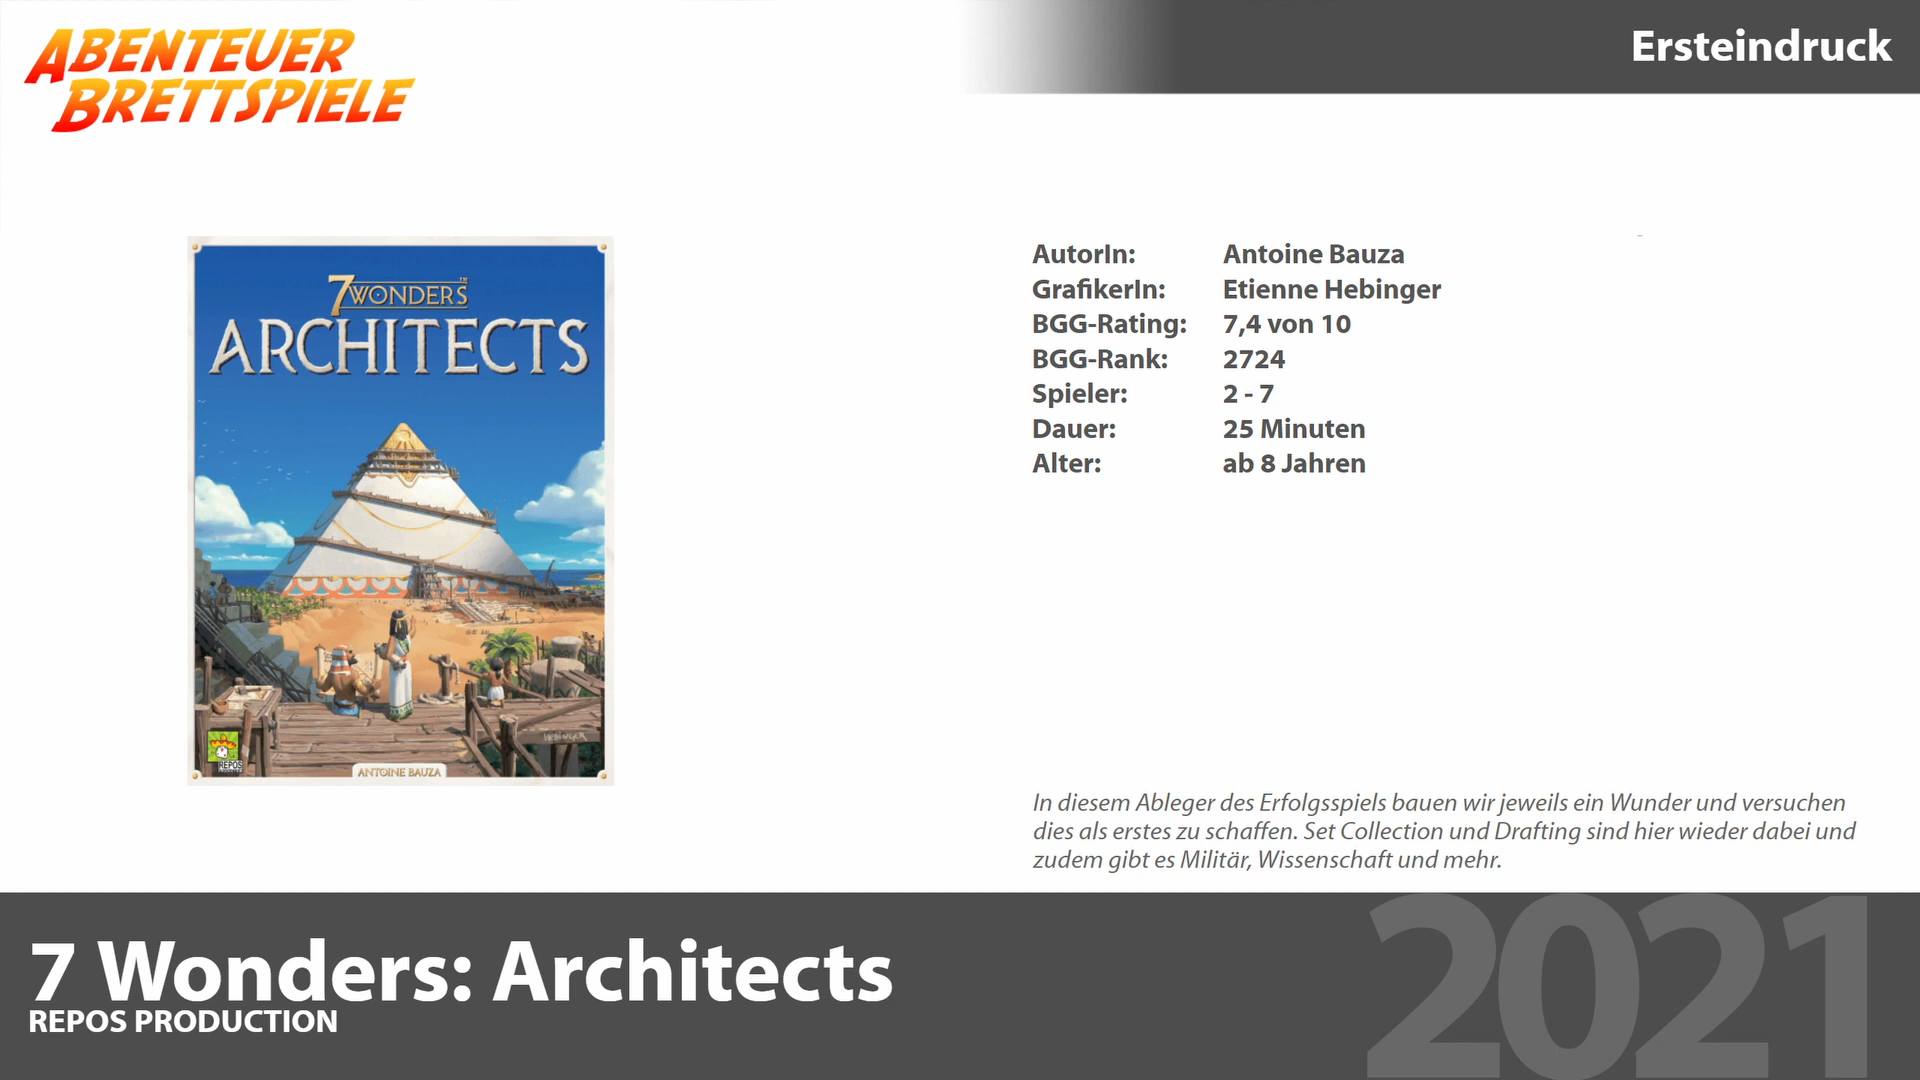 ABENTEUER
BRETTSPIELE
Ersteindruck
7 WONDERS™
ARCHITECTS
HEBINGER
REPOS
ANTOINE BAUZA
AutorIn: Antoine Bauza
GrafikerIn: Etienne Hebinger
BGG-Rating: 7,4 von 10
BGG-Rank: 2724
Spieler: 2 - 7
Dauer: 25 Minuten
Alter: ab 8 Jahren
In diesem Ableger des Erfolgsspiels bauen wir jeweils ein Wunder und versuchen
dies als erstes zu schaffen. Set Collection und Drafting sind hier wieder dabei und
zudem gibt es Militär, Wissenschaft und mehr.
7 Wonders: Architects
REPOS PRODUCTION
2021